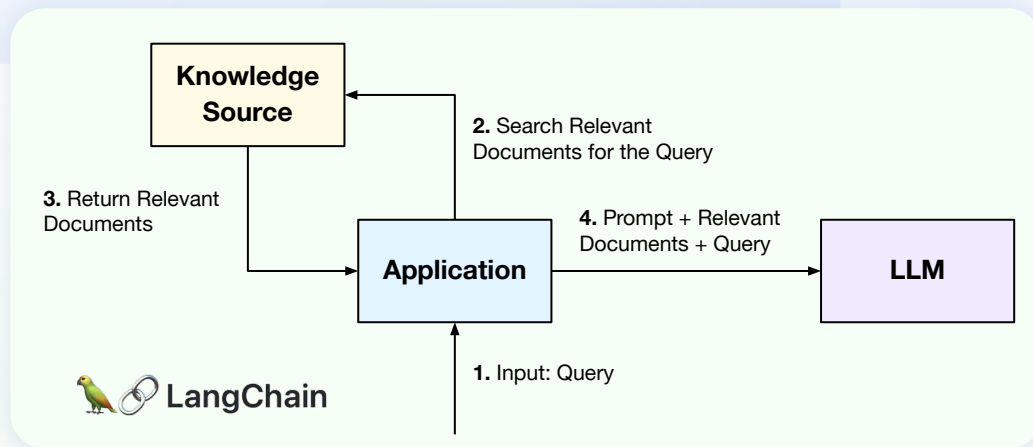 Knowledge
Source
2. Search Relevant
Documents for the Query
3. Return Relevant
Documents
4. Prompt + Relevant
Documents + Query
Application
LLM
1. Input: Query
LangChain